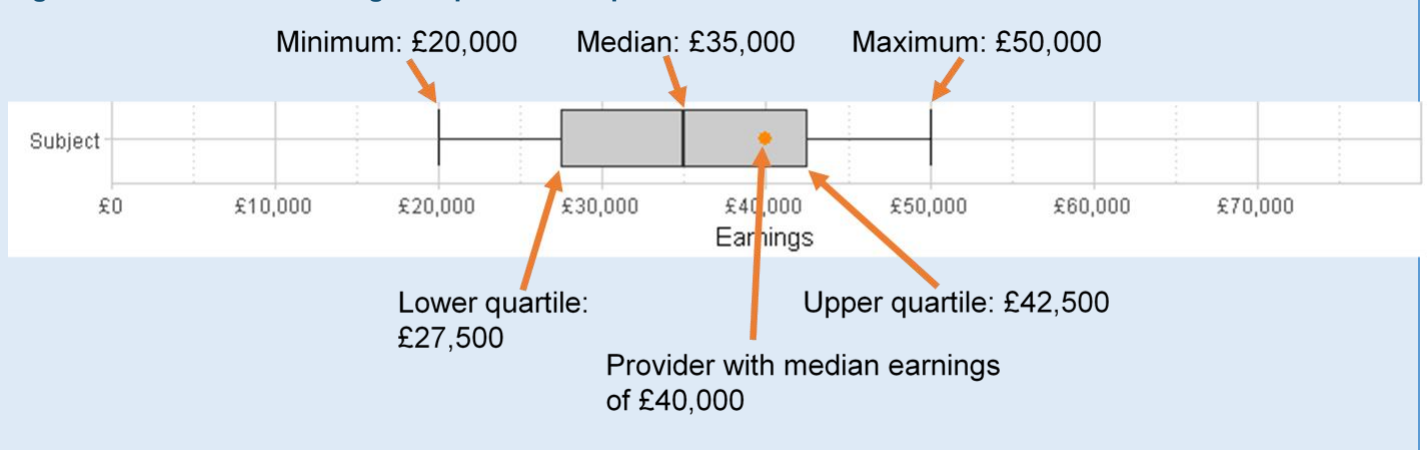 Minimum: £20,000
Median: £35,000
Maximum: £50,000
Subject
£0
£10,000
£20,000
£30,000
£40,000
£50,000
£60,000
£70,000
Earnings
Lower quartile:
£27,500
Upper quartile: £42,500
Provider with median earnings
of £40,000